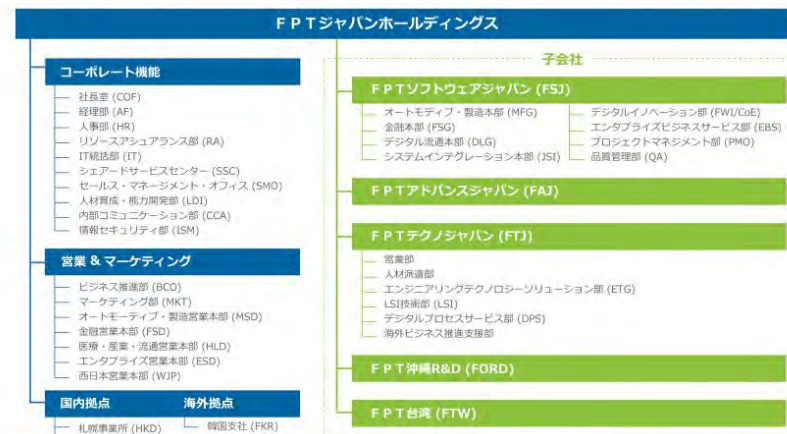 ＦＰＴジャパンホールディングス
コーポレート機能
社長室 (COF)
経理部 (AF)
人事部 (HR)
リソースアシュアランス部 (RA)
IT統括部 (IT)
シェアードサービスセンター (SSC)
セールス・マネージメント・オフィス (SMO)
人材育成・能力開発部 (LDI)
内部コミュニケーション部 (CCA)
情報セキュリティ部 (ISM)
営業 & マーケティング
ビジネス推進部 (BCO)
マーケティング部 (MKT)
オートモーティブ・製造営業本部 (MSD)
金融営業本部 (FSD)
医療・産業・流通営業本部 (HLD)
エンタプライズ営業本部 (ESD)
西日本営業本部 (WJP)
国内拠点
札幌事業所 (HKD)
海外拠点
韓国支社 (FKR)
子会社
ＦＰＴソフトウェアジャパン (FSJ)
オートモティブ・製造本部 (MFG)
金融本部 (FSG)
デジタル流通本部 (DLG)
システムインテグレーション本部 (JSI)
デジタルイノベーション部 (FWI/CoE)
エンタプライズビジネスサービス部 (EBS)
プロジェクトマネジメント部 (PMO)
品質管理部 (QA)
ＦＰＴアドバンスジャパン (FAJ)
ＦＰＴテクノジャパン (FTJ)
営業部
人材派遣部
エンジニアリングテクノロジーソリューション部 (ETG)
LSI技術部 (LSI)
デジタルプロセスサービス部 (DPS)
海外ビジネス推進支援部
ＦＰＴ沖縄R&D (FORD)
ＦＰＴ台湾 (FTW)